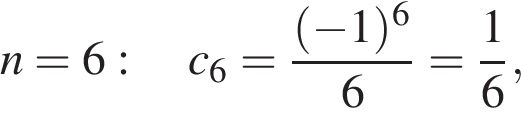 n = 6 : c₆ = (−1)⁶/6 = 1/6,